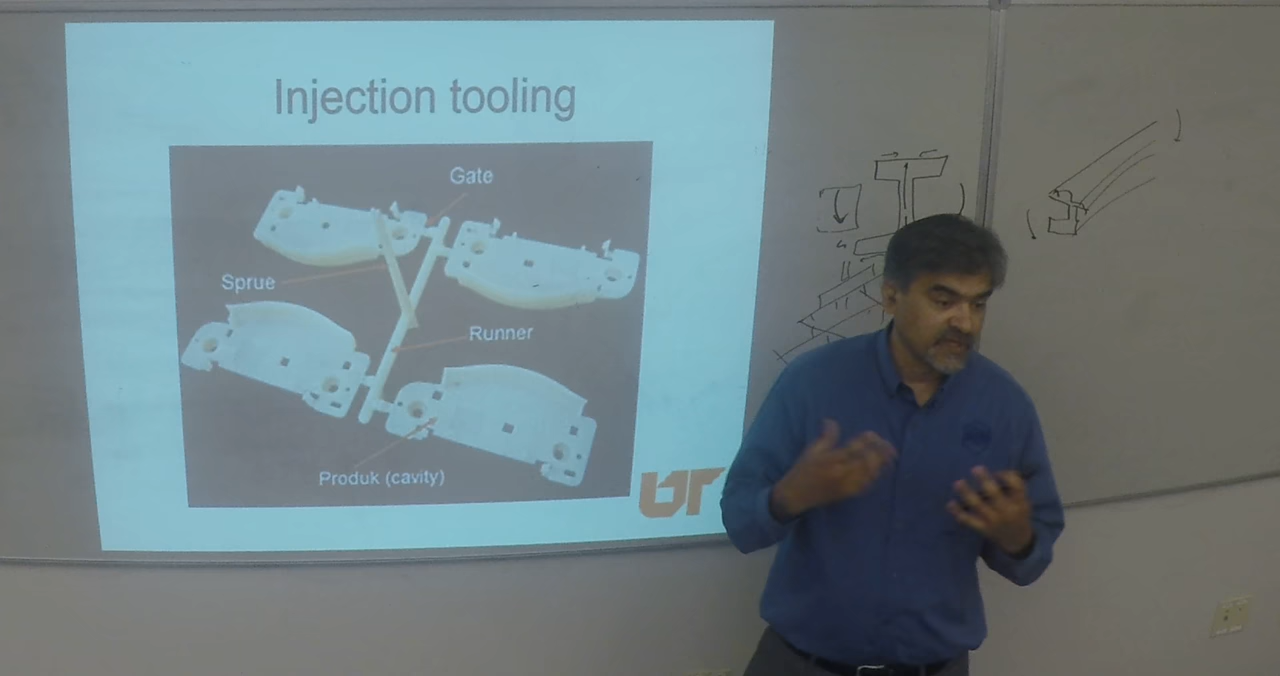 Injection tooling
Gate
Sprue
Runner
Produk (cavity)
UT